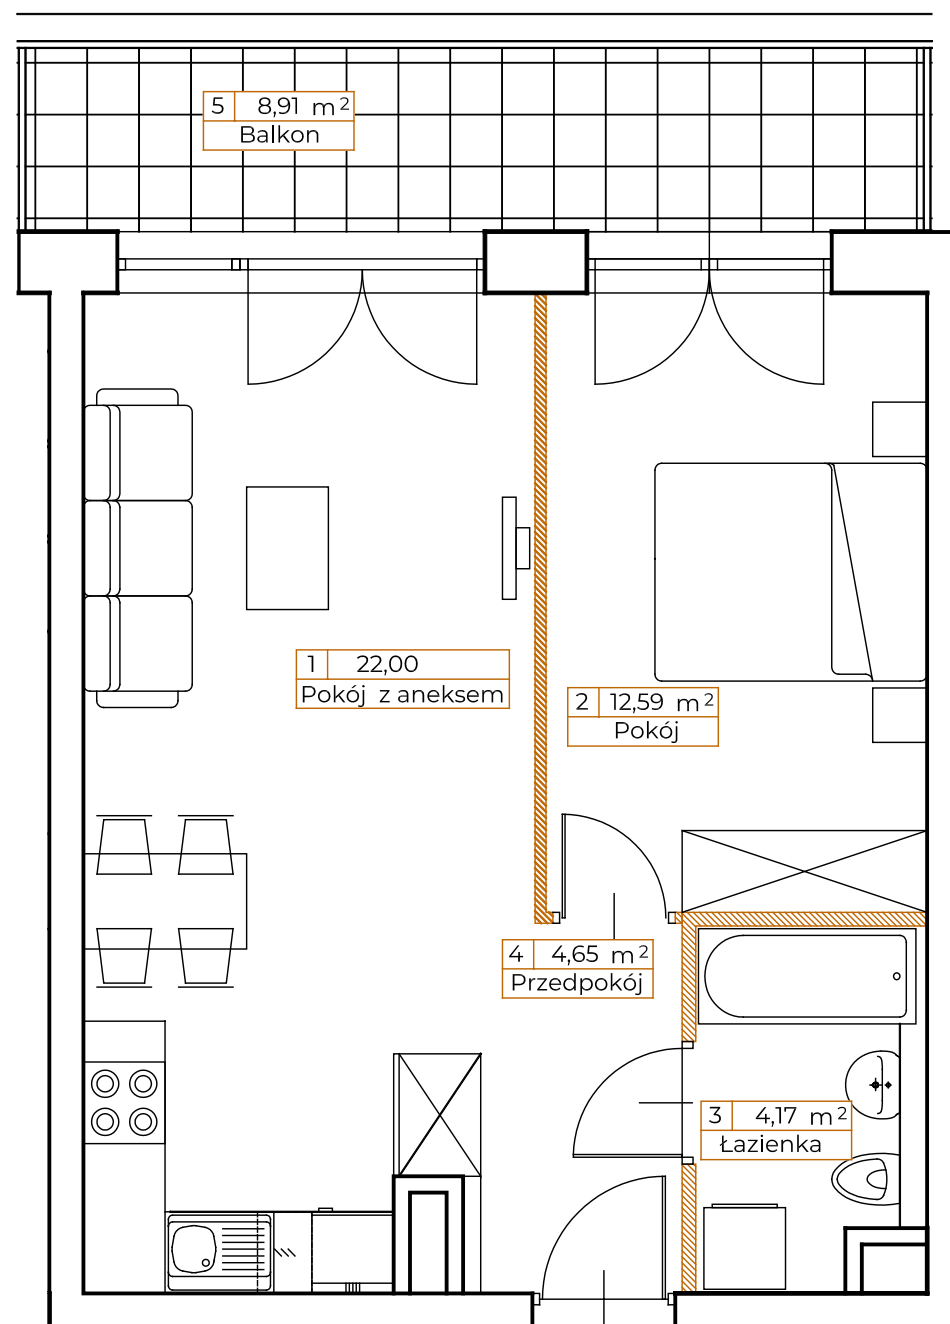 5 8,91 m²
Balkon
1 22,00
Pokój z aneksem
2 12,59 m²
Pokój
4 4,65 m²
Przedpokój
3 4,17 m²
Łazienka